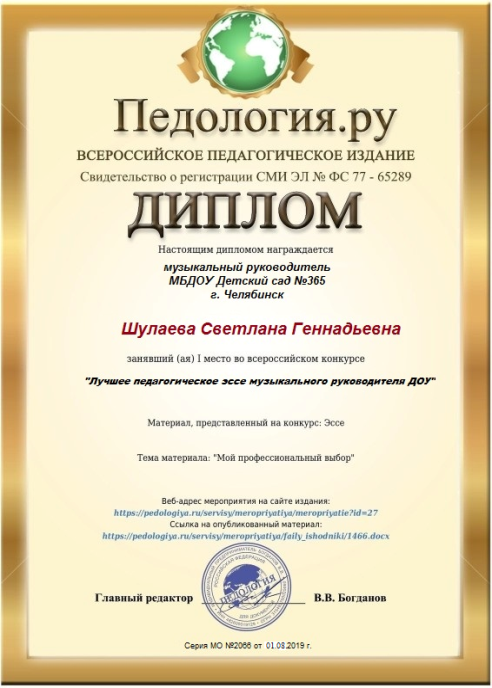 Педология.ру
ВСЕРОССИЙСКОЕ ПЕДАГОГИЧЕСКОЕ ИЗДАНИЕ
Свидетельство о регистрации СМИ ЭЛ № ФС 77 - 65289
ДИПЛОМ
Настоящим дипломом награждается
музыкальный руководитель
МБДОУ Детский сад №365
г. Челябинск
Шулаева Светлана Геннадьевна
занявший (ая) I место во всероссийском конкурсе
"Лучшее педагогическое эссе музыкального руководителя ДОУ"
Материал, представленный на конкурс: Эссе
Тема материала: "Мой профессиональный выбор"
Веб-адрес мероприятия на сайте издания:
https://pedologiya.ru/servisy/meropriyatiya/meropriyatie?id=27
Ссылка на опубликованный материал:
https://pedologiya.ru/servisy/meropriyatiya/faily_ishodniki/1466.docx
ПЕДОЛОГИЯ
Главный редактор В.В. Богданов
Серия МО №2066 от 01.08.2019 г.